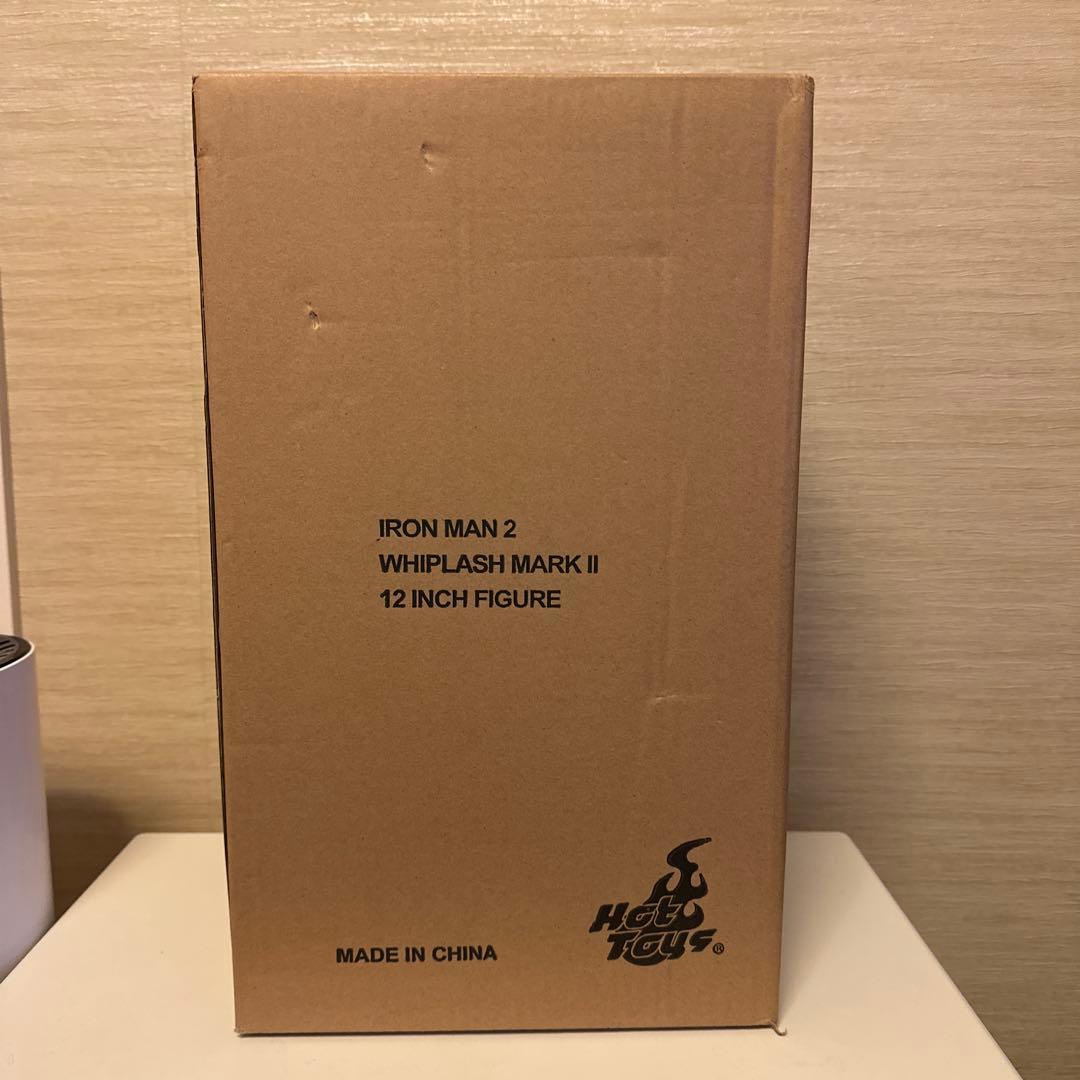 IRON MAN 2
WHIPLASH MARK II
12 INCH FIGURE
MADE IN CHINA
Hot
Toys®